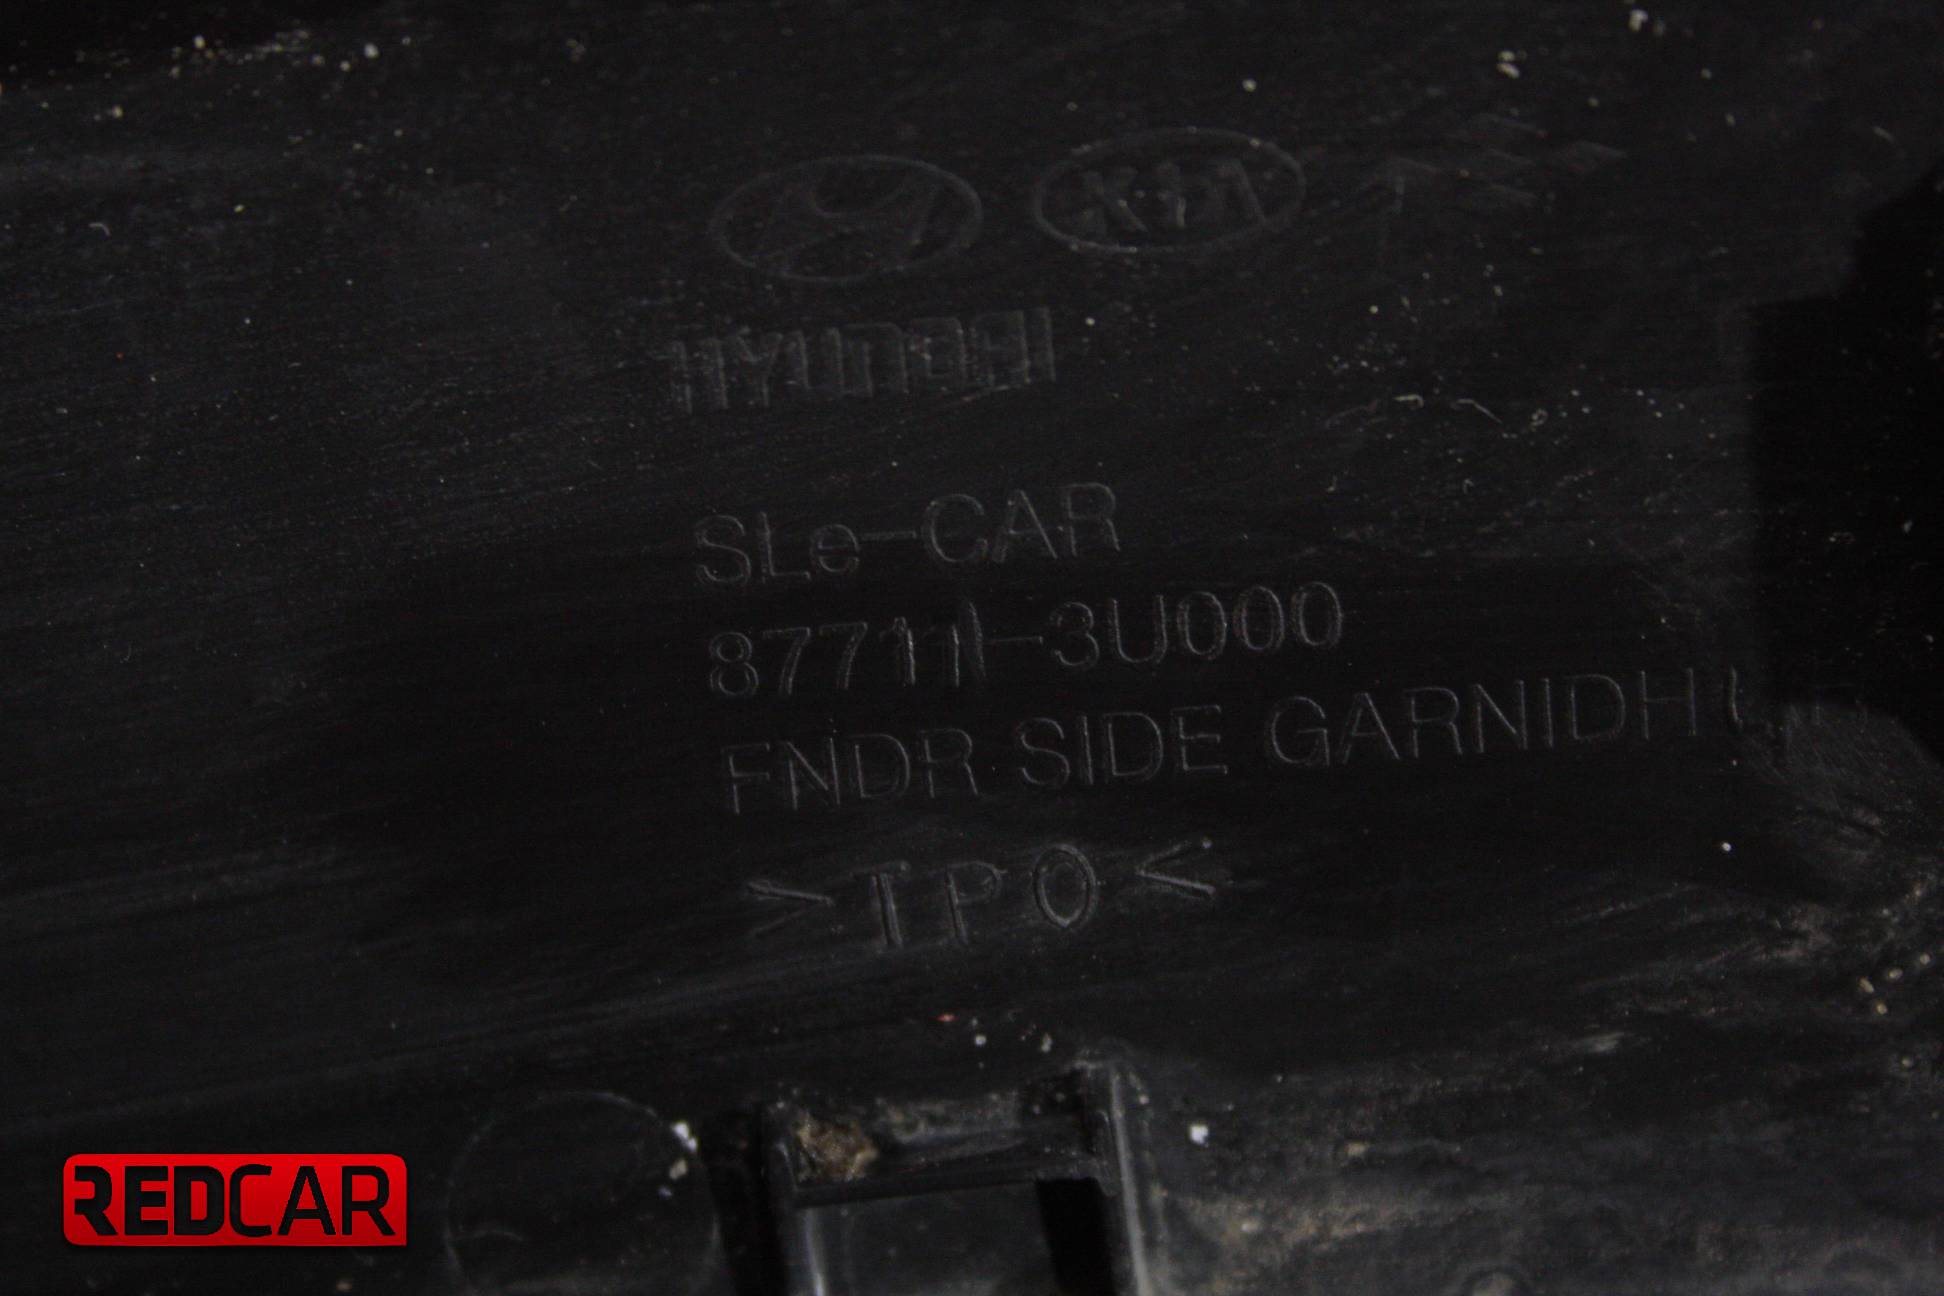 KIA
HYUNDAI
SLe-CAR
87711-3U000
FNDR SIDE GARNIDH
>TPO<
REDCAR